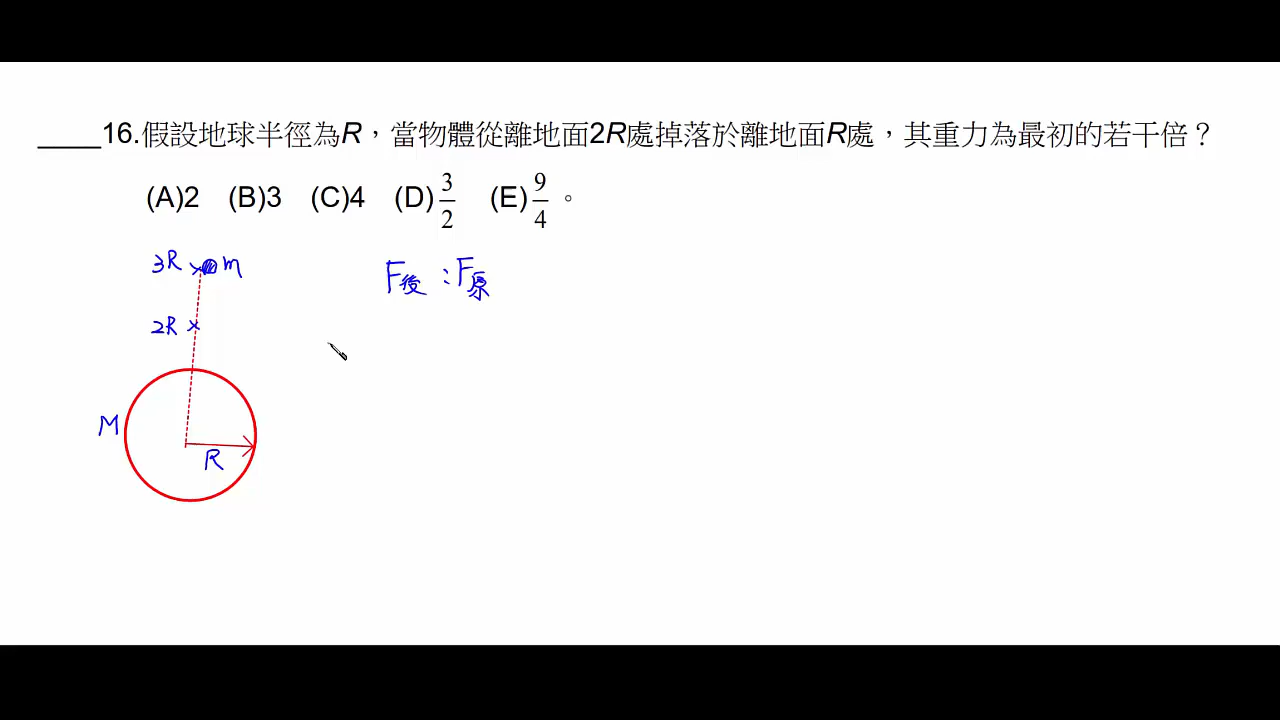 ____16.假設地球半徑為R,當物體從離地面2R處掉落於離地面R處,其重力為最初的若干倍?
(A)2 (B)3 (C)4 (D)3/2 (E)9/4。
3R m F後:F原
2R
M
R